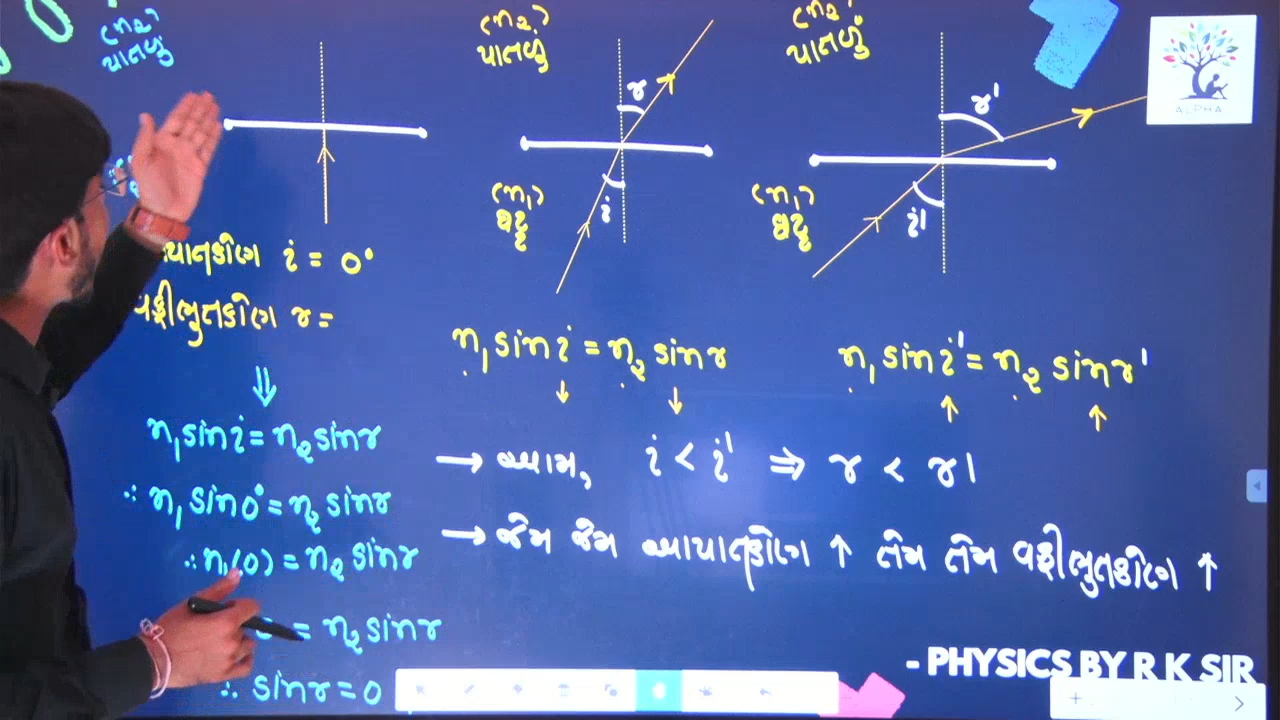 (n₂)
પાતળું
(n₂)
પાતળું
(n₂)
પાતળું
r
r'
ALPHA
(n₁)
ઘટ્ટ
i
(n₁)
ઘટ્ટ
i'
i = 0°
વક્રીભુતકોણ r =
n₁ sin i = n₂ sin r
n₁ sin i' = n₂ sin r'
⇓
↓ ↓
↑ ↑
n₁ sin i = n₂ sin r
→ આમ, i < i' ⇒ r < r'
∴ n₁ sin 0° = n₂ sin r
→ જેમ જેમ આપાતકોણ ↑ તેમ તેમ વક્રીભુતકોણ ↑
∴ n₁(0) = n₂ sin r
= n₂ sin r
∴ sin r = 0
- PHYSICS BY R K SIR